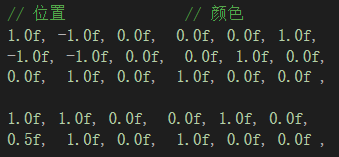 // 位置 // 颜色
1.0f, -1.0f, 0.0f, 0.0f, 0.0f, 1.0f,
-1.0f, -1.0f, 0.0f, 0.0f, 1.0f, 0.0f,
0.0f, 1.0f, 0.0f, 1.0f, 0.0f, 0.0f ,
1.0f, 1.0f, 0.0f, 0.0f, 1.0f, 0.0f,
0.5f, 1.0f, 0.0f, 1.0f, 0.0f, 0.0f ,